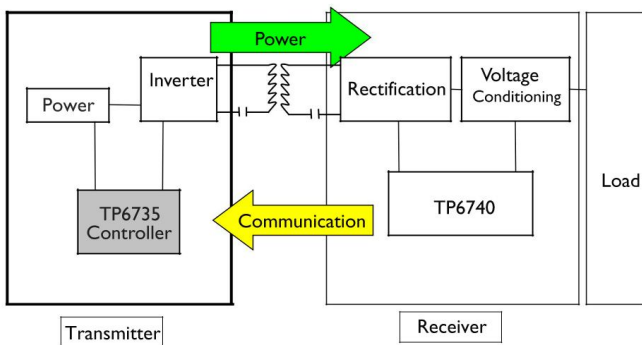 Power
Inverter
Power
TP6735
Controller
Rectification
Voltage
Conditioning
TP6740
Communication
Load
Transmitter
Receiver